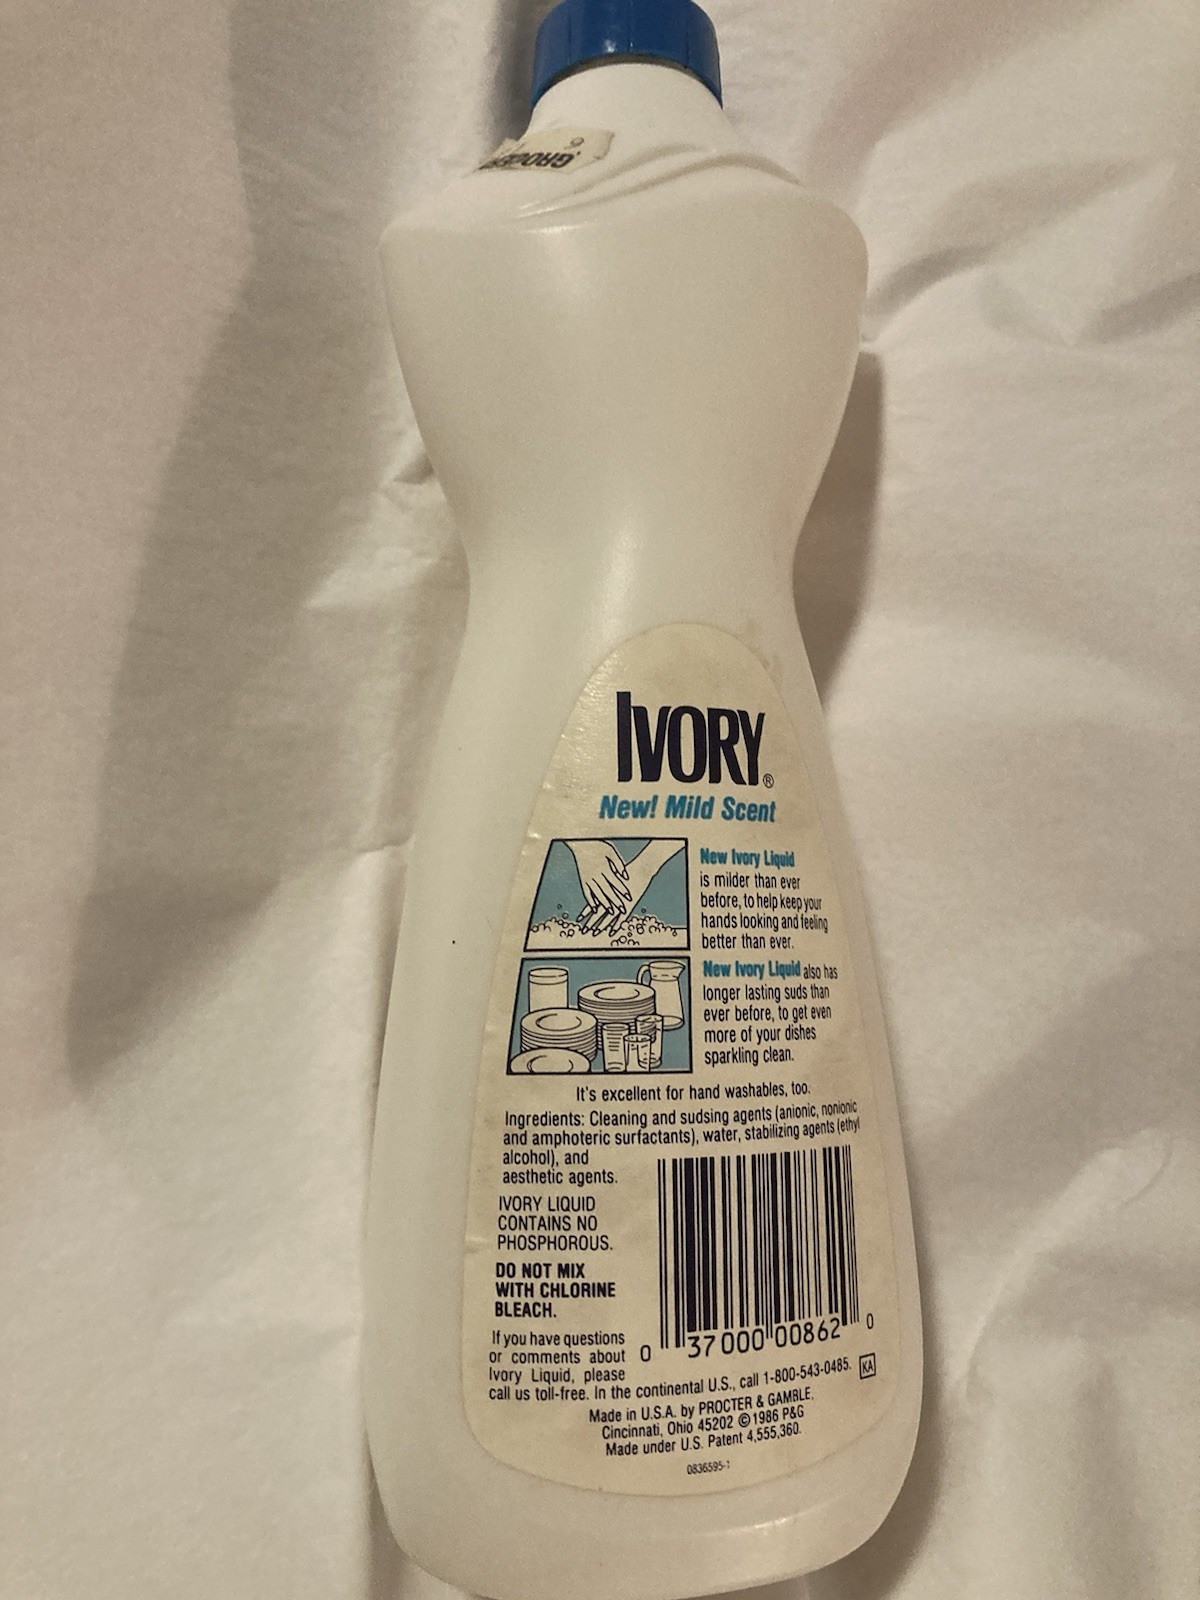 IVORY®
New! Mild Scent
New Ivory Liquid
is milder than ever
before, to help keep your
hands looking and feeling
better than ever.
New Ivory Liquid also has
longer lasting suds than
ever before, to get even
more of your dishes
sparkling clean.
It's excellent for hand washables, too.
Ingredients: Cleaning and sudsing agents (anionic, nonionic
and amphoteric surfactants), water, stabilizing agents (ethyl
alcohol), and
aesthetic agents.
IVORY LIQUID
CONTAINS NO
PHOSPHOROUS.
DO NOT MIX
WITH CHLORINE
BLEACH.
If you have questions
or comments about
Ivory Liquid, please
call us toll-free. In the continental U.S., call 1-800-543-0485.
KA
0 37000 00862 0
Made in U.S.A. by PROCTER & GAMBLE.
Cincinnati, Ohio 45202 ©1986 P&G
Made under U.S. Patent 4,555,360.
0836595-1